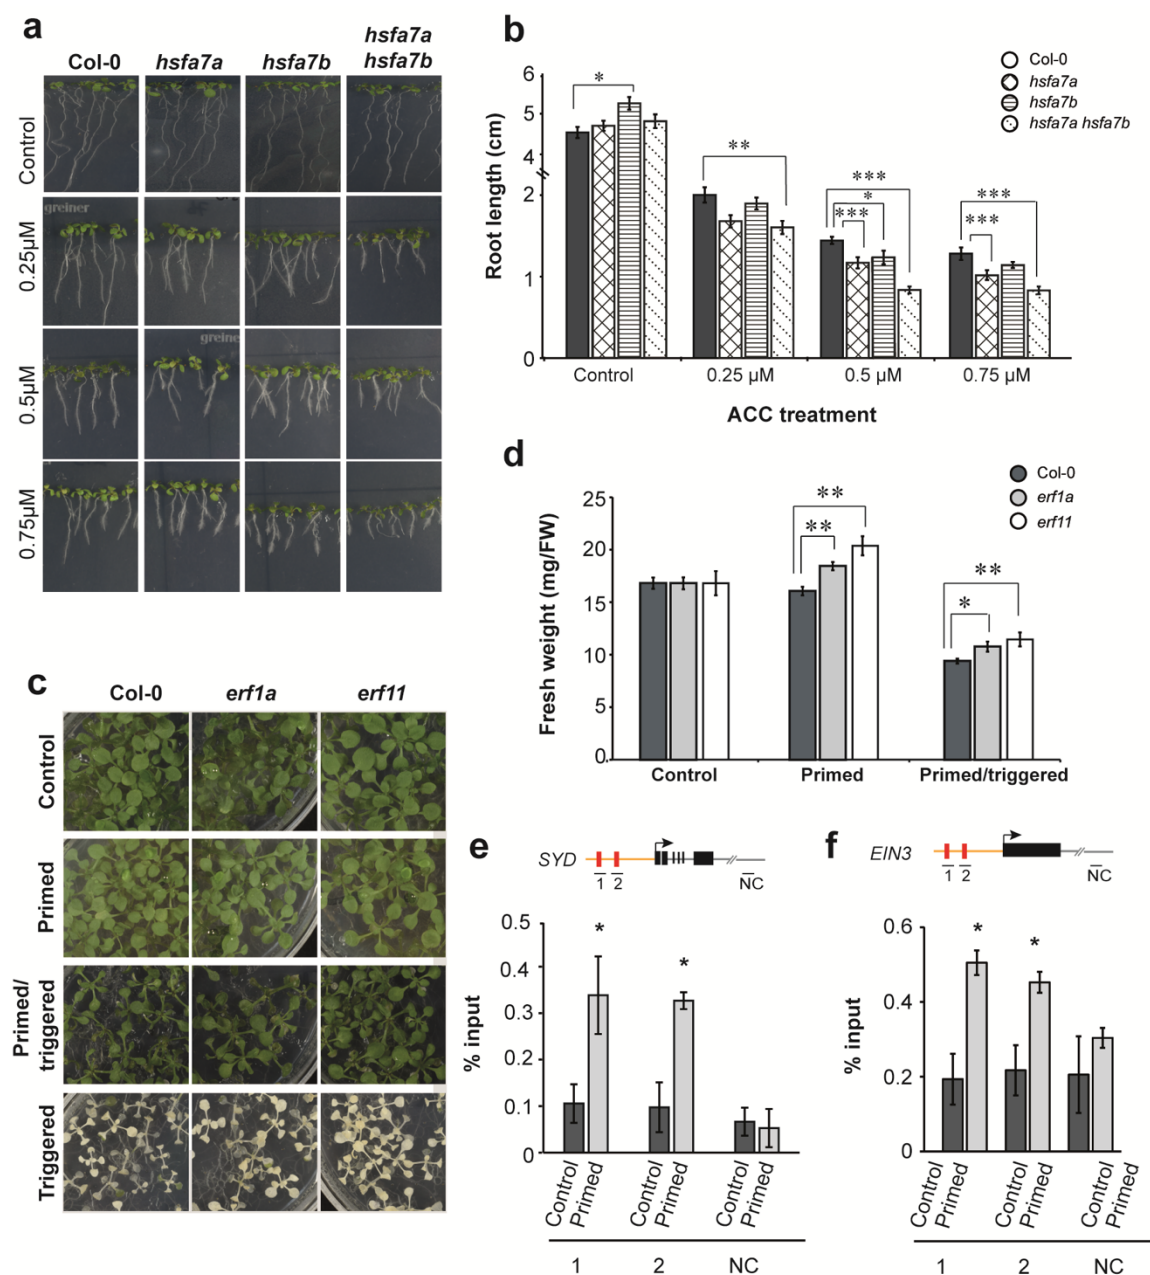 a
Col-0
hsfa7a
hsfa7b
hsfa7a
hsfa7b
Control
0.25µM
greiner
0.5µM
greine
0.75µM
b
Col-0
hsfa7a
hsfa7b
hsfa7a hsfa7b
Root length (cm)
6
5
4
2
1
0
*
**
***
*
***
***
***
Control
0.25 µM
0.5 µM
0.75 µM
ACC treatment
c
Col-0
erf1a
erf11
Control
Primed
Primed/
triggered
Triggered
d
Col-0
erf1a
erf11
Fresh weight (mg/FW)
25
20
15
10
5
0
**
**
**
*
Control
Primed
Primed/triggered
e
SYD
1
2
NC
% input
0.5
0.4
0.3
0.2
0.1
0
*
*
Control
Primed
Control
Primed
Control
Primed
1
2
NC
f
EIN3
1
2
NC
% input
0.6
0.4
0.2
0
*
*
Control
Primed
Control
Primed
Control
Primed
1
2
NC